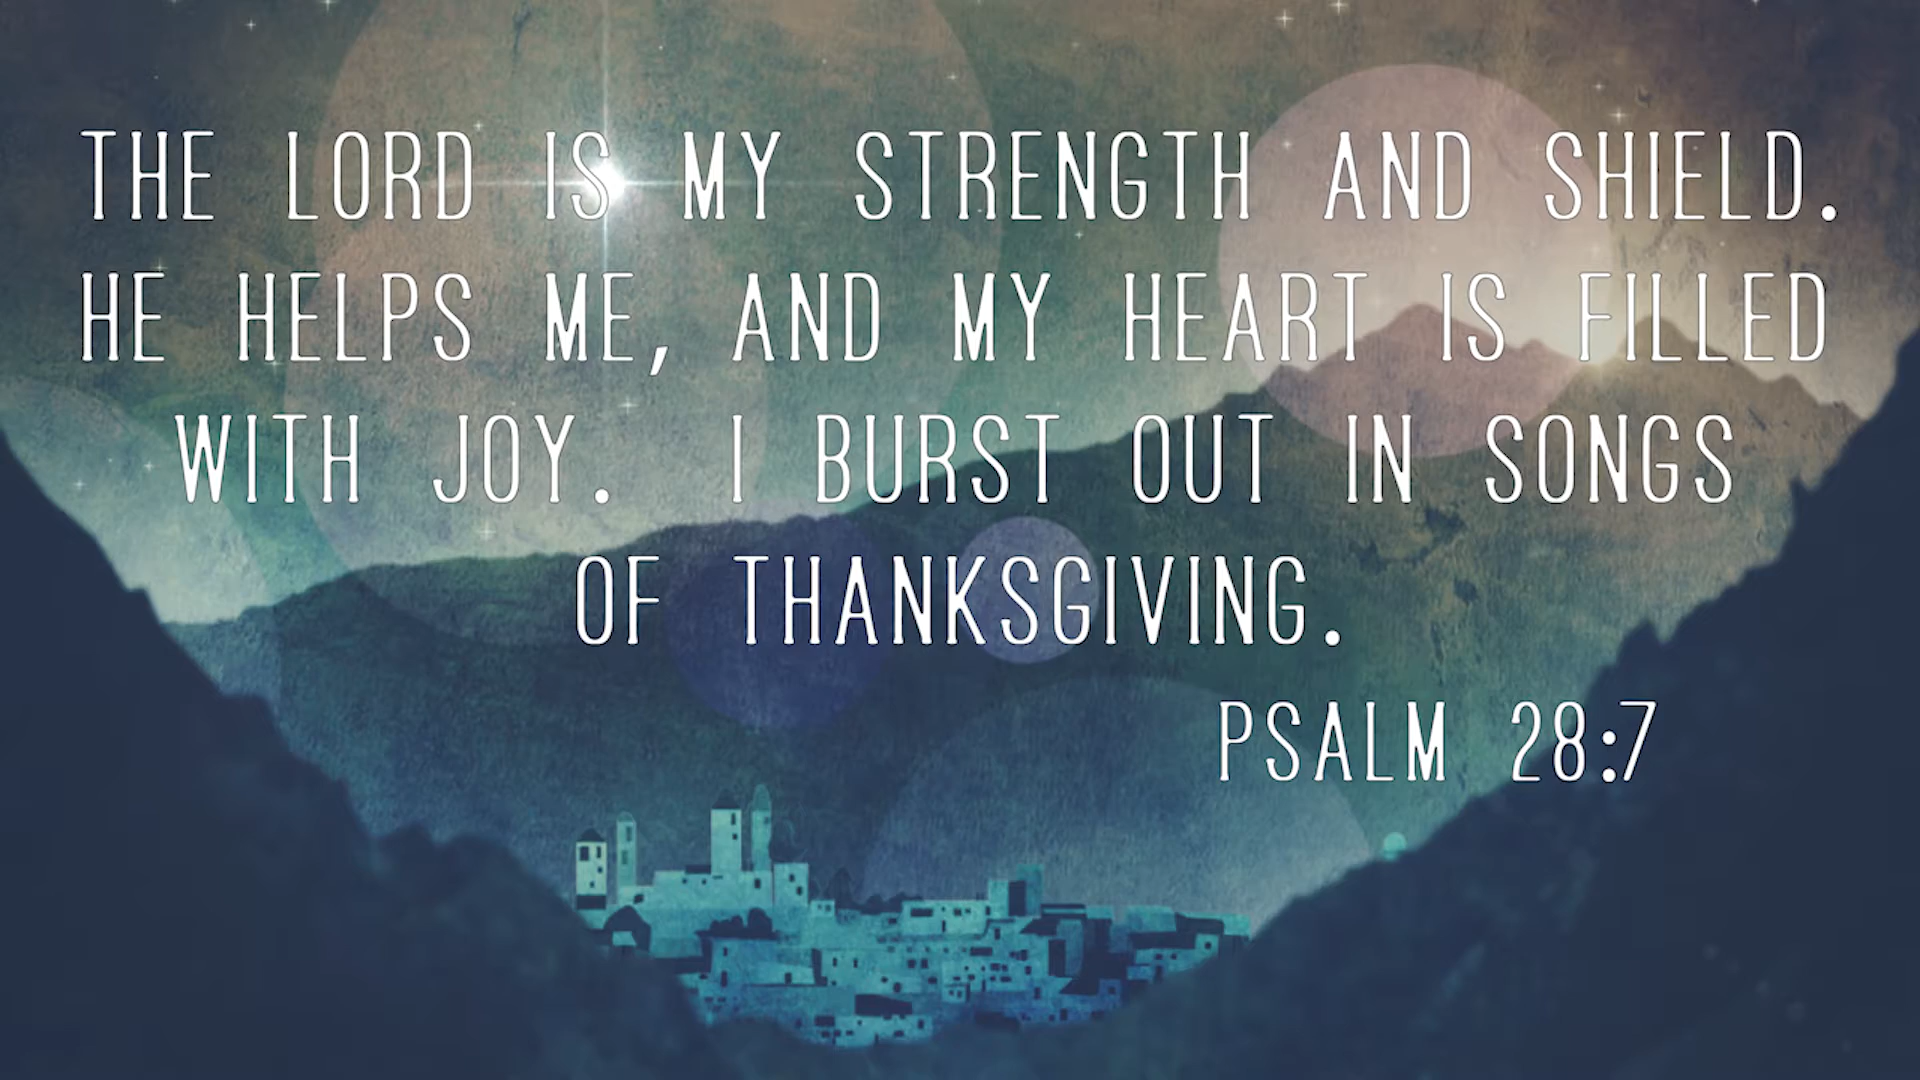 THE LORD IS MY STRENGTH AND SHIELD.
HE HELPS ME, AND MY HEART IS FILLED
WITH JOY. I BURST OUT IN SONGS
OF THANKSGIVING.
PSALM 28:7